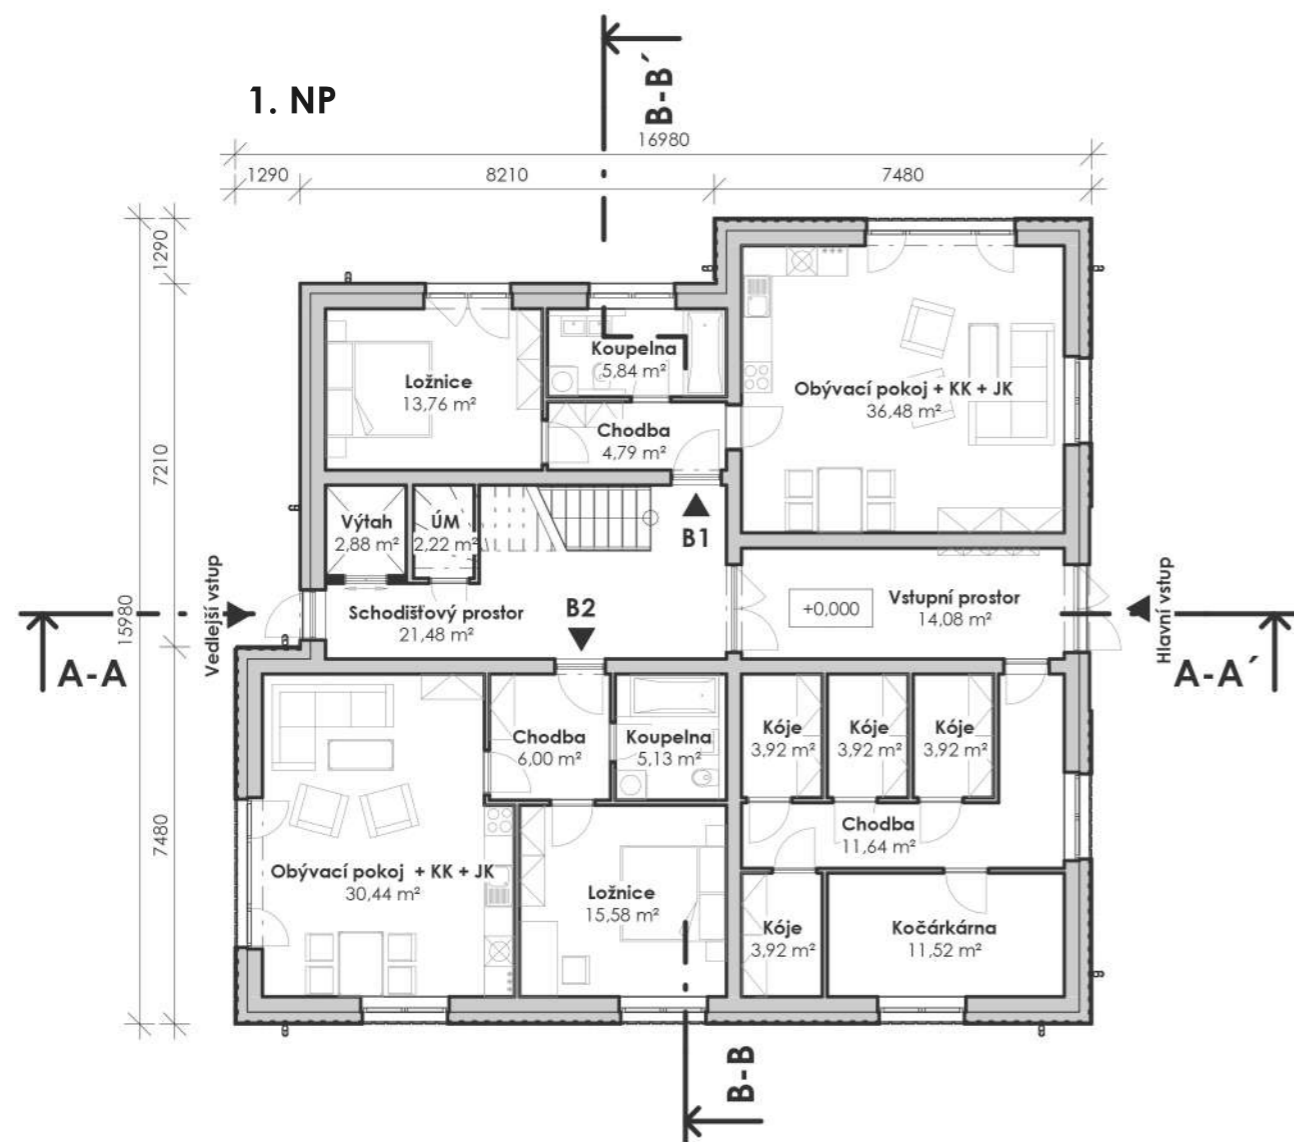 1. NP
B-B´
16980
1290
8210
7480
1290
7210
15980
7480
Ložnice
13,76 m²
Koupelna
5,84 m²
Chodba
4,79 m²
Obývací pokoj + KK + JK
36,48 m²
Výtah
2,88 m²
ÚM
2,22 m²
B1
Schodišťový prostor
21,48 m²
B2
+0,000
Vstupní prostor
14,08 m²
Vedlejší vstup
Hlavní vstup
A-A
A-A´
Chodba
6,00 m²
Koupelna
5,13 m²
Kóje
3,92 m²
Kóje
3,92 m²
Kóje
3,92 m²
Chodba
11,64 m²
Obývací pokoj + KK + JK
30,44 m²
Ložnice
15,58 m²
Kóje
3,92 m²
Kočárkárna
11,52 m²
B-B